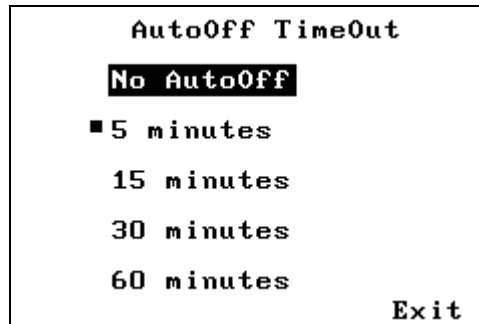 AutoOff TimeOut
No AutoOff
5 minutes
15 minutes
30 minutes
60 minutes
Exit